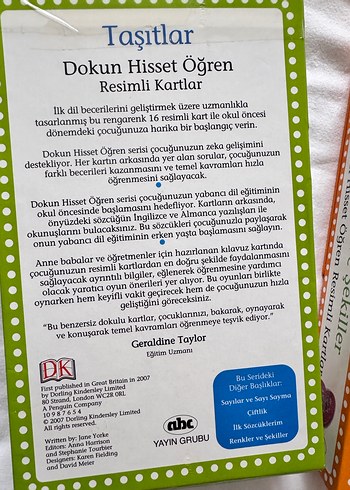 Taşıtlar
Dokun Hisset Öğren
Resimli Kartlar
İlk dil becerilerini geliştirmek üzere uzmanlıkla
tasarlanmış bu rengarenk 16 resimli kart ile okul öncesi
dönemdeki çocuğunuza harika bir başlangıç verin.
Dokun Hisset Öğren serisi çocuğunuzun zeka gelişimini
destekliyor. Her kartın arkasında yer alan sorular, çocuğunuzun
farklı becerileri kazanmasını ve temel kavramları hızla
öğrenmesini sağlayacak.
Dokun Hisset Öğren serisi çocuğunuzun yabancı dil eğitiminin
okul öncesinde başlamasını hedefliyor. Kartların arkasında,
önyüzdeki sözcüğün İngilizce ve Almanca yazılışları ile
okunuşlarını bulacaksınız. Bu sözcükleri çocuğunuzla paylaşarak
onun yabancı dil eğitiminin erken yaşta başlamasını sağlayın.
Anne babalar ve öğretmenler için hazırlanan kılavuz kartında
çocuğunuzun resimli kartlardan en doğru şekilde faydalanmasını
sağlayacak ayrıntılı bilgiler, eğlenerek öğrenmesine yardımcı
olacak yaratıcı oyun önerileri yer alıyor. Bu oyunları birlikte
oynarken hem keyifli vakit geçirecek hem de çocuğunuzun hızla
geliştiğini göreceksiniz.
"Bu benzersiz dokulu kartlar, çocuklarınızı, bakarak, oynayarak
ve konuşarak temel kavramları öğrenmeye teşvik ediyor."
Geraldine Taylor
Eğitim Uzmanı
DK
First published in Great Britain in 2007
by Dorling Kindersley Limited
80 Strand, London WC2R 0RL
A Penguin Company
10 9 8 7 6 5 4
© 2007 Dorling Kindersley Limited
All rights reserved.
Written by: Jane Yorke
Editors: Anna Harrison
and Stephanie Tourbier
Designers: Karen Fielding
and David Meier
abc
YAYIN GRUBU
Bu Serideki
Diğer Başlıklar:
Sayılar ve Sayı Sayma
Çiftlik
İlk Sözcüklerim
Renkler ve Şekiller
Şekiller
Hisset Öğren
Resimli Kartlar